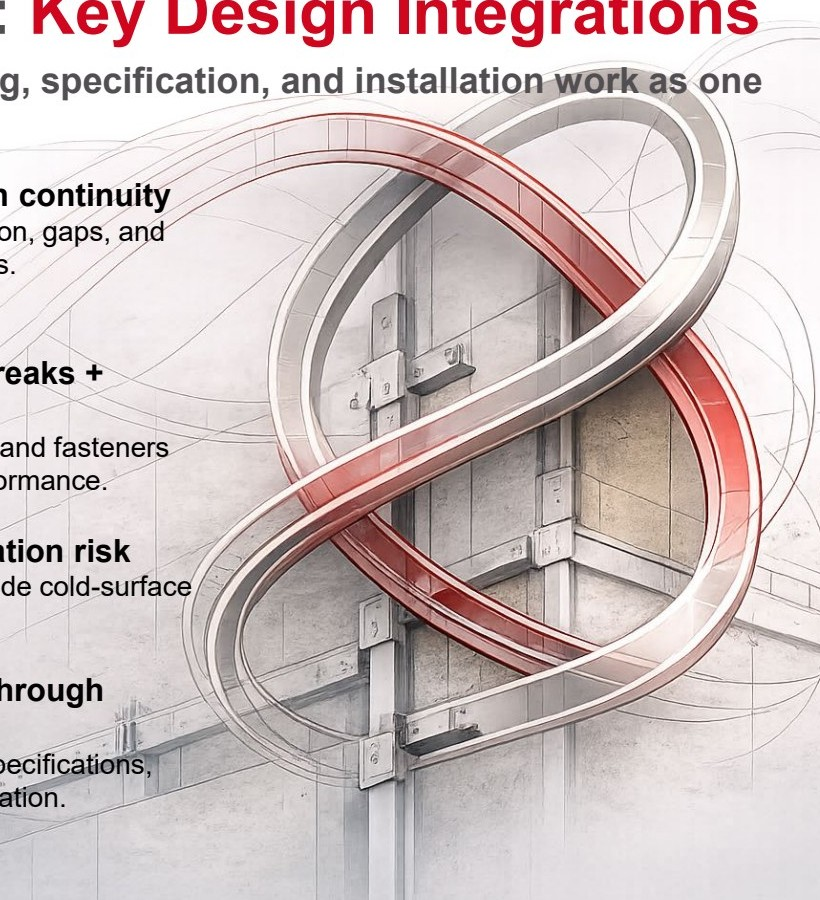 : Key Design Integrations
g, specification, and installation work as one
n continuity
on, gaps, and
s.
reaks +
and fasteners
ormance.
ation risk
de cold-surface
hrough
pecifications,
ation.